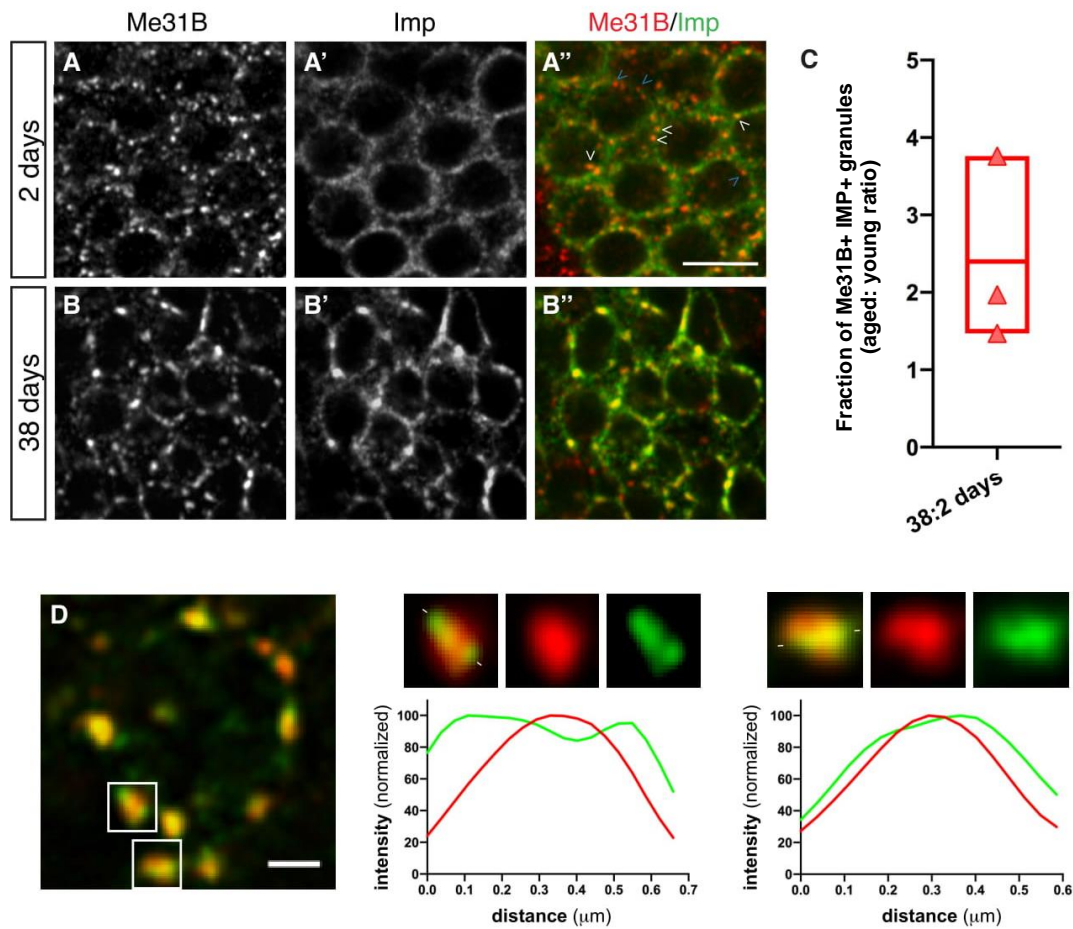 Me31B
Imp
Me31B/Imp
2 days
A
A'
A''
C
Fraction of Me31B+ IMP+ granules
(aged: young ratio)
5
4
3
2
1
0
38:2 days
38 days
B
B'
B''
D
intensity (normalized)
100
80
60
40
20
0
0.0 0.1 0.2 0.3 0.4 0.5 0.6 0.7
distance (μm)
intensity (normalized)
100
80
60
40
20
0
0.0 0.1 0.2 0.3 0.4 0.5 0.6
distance (μm)